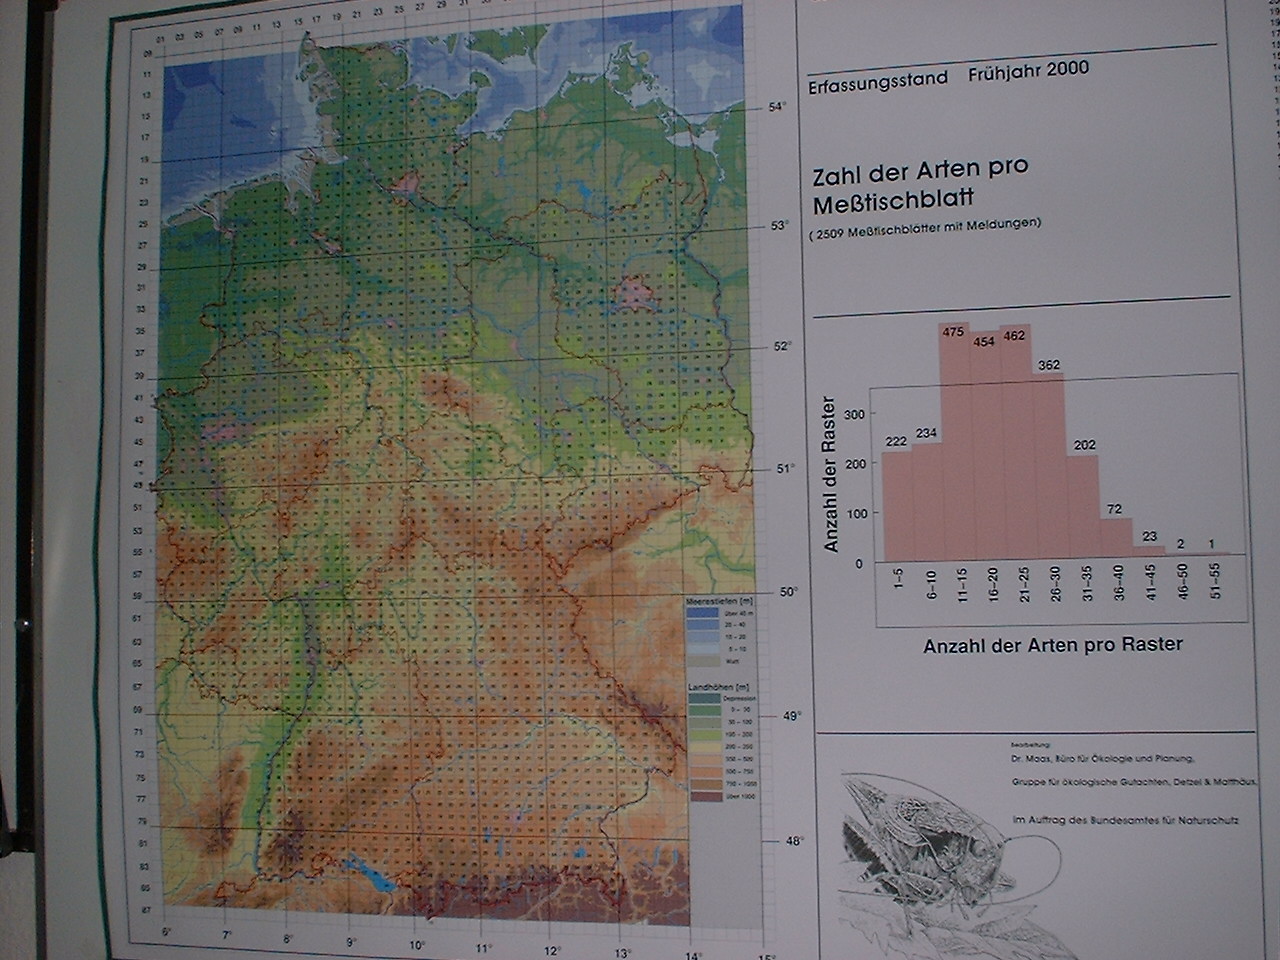 01 03 05 07 09 11 13 15 17 19 21 23 25 27 29 31
09
11
13
15
17
19
21
23
25
27
29
31
33
35
37
39
41
43
45
47
49
51
53
55
57
59
61
63
65
67
69
71
73
75
77
79
81
83
85
87
54°
53°
52°
51°
50°
49°
48°
6° 7° 8° 9° 10° 11° 12° 13° 14° 15°
Meerestiefen [m]
über 40 m
20 – 40
10 – 20
5 – 10
Watt
Landhöhen [m]
Depression
0 – 50
50 – 100
100 – 200
200 – 300
300 – 500
500 – 750
750 – 1000
über 1000
Erfassungsstand Frühjahr 2000
Zahl der Arten pro
Meßtischblatt
( 2509 Meßtischblätter mit Meldungen)
Anzahl der Raster
300
200
100
0
222 234 475 454 462 362 202 72 23 2 1
1–5 6–10 11–15 16–20 21–25 26–30 31–35 36–40 41–45 46–50 51–55
Anzahl der Arten pro Raster
Bearbeitung:
Dr. Maas, Büro für Ökologie und Planung,
Gruppe für ökologische Gutachten, Detzel & Matthäus,
im Auftrag des Bundesamtes für Naturschutz